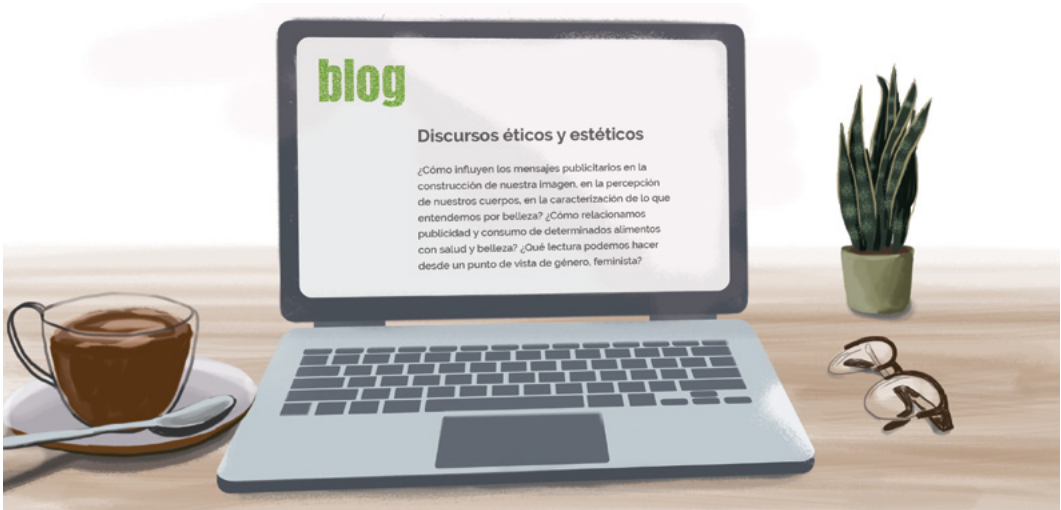 blog
Discursos éticos y estéticos
¿Cómo influyen los mensajes publicitarios en la
construcción de nuestra imagen, en la percepción
de nuestros cuerpos, en la caracterización de lo que
entendemos por belleza? ¿Cómo relacionamos
publicidad y consumo de determinados alimentos
con salud y belleza? ¿Qué lectura podemos hacer
desde un punto de vista de género, feminista?